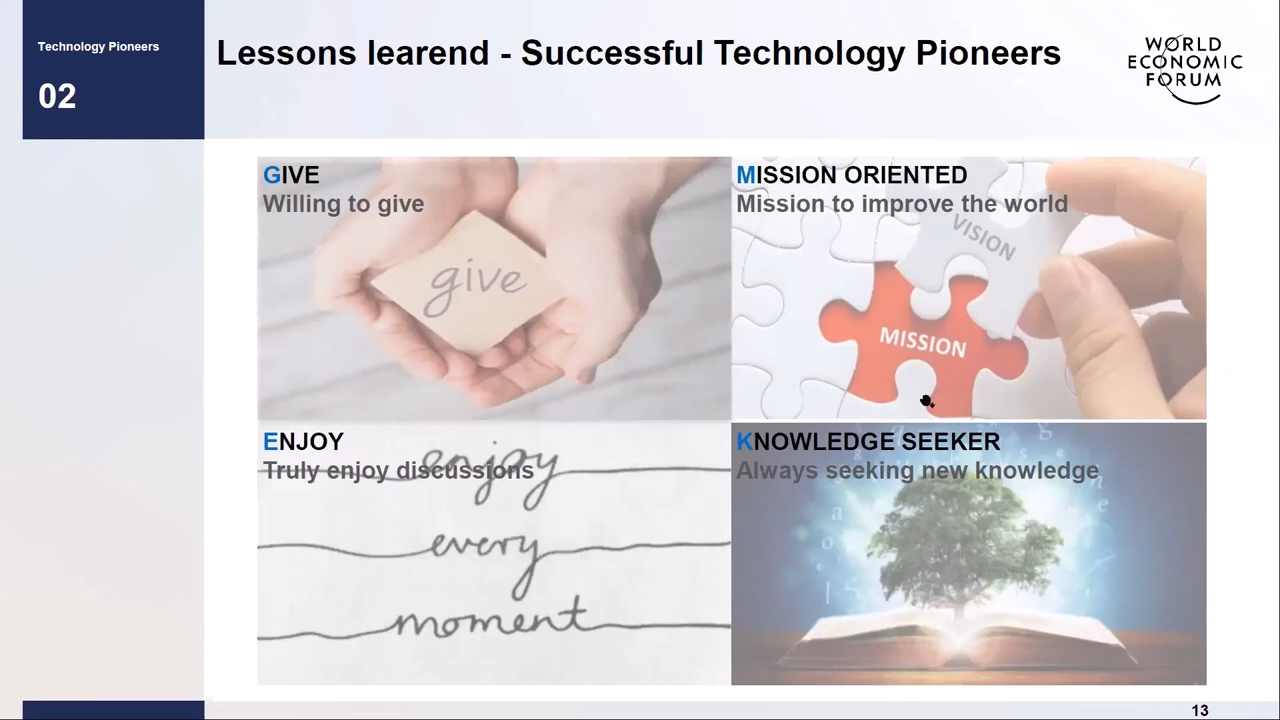 Technology Pioneers
02
Lessons learend - Successful Technology Pioneers
WORLD
ECONOMIC
FORUM
GIVE
Willing to give
give
MISSION ORIENTED
Mission to improve the world
VISION
MISSION
ENJOY
Truly enjoy discussions
enjoy
every
moment
KNOWLEDGE SEEKER
Always seeking new knowledge
13